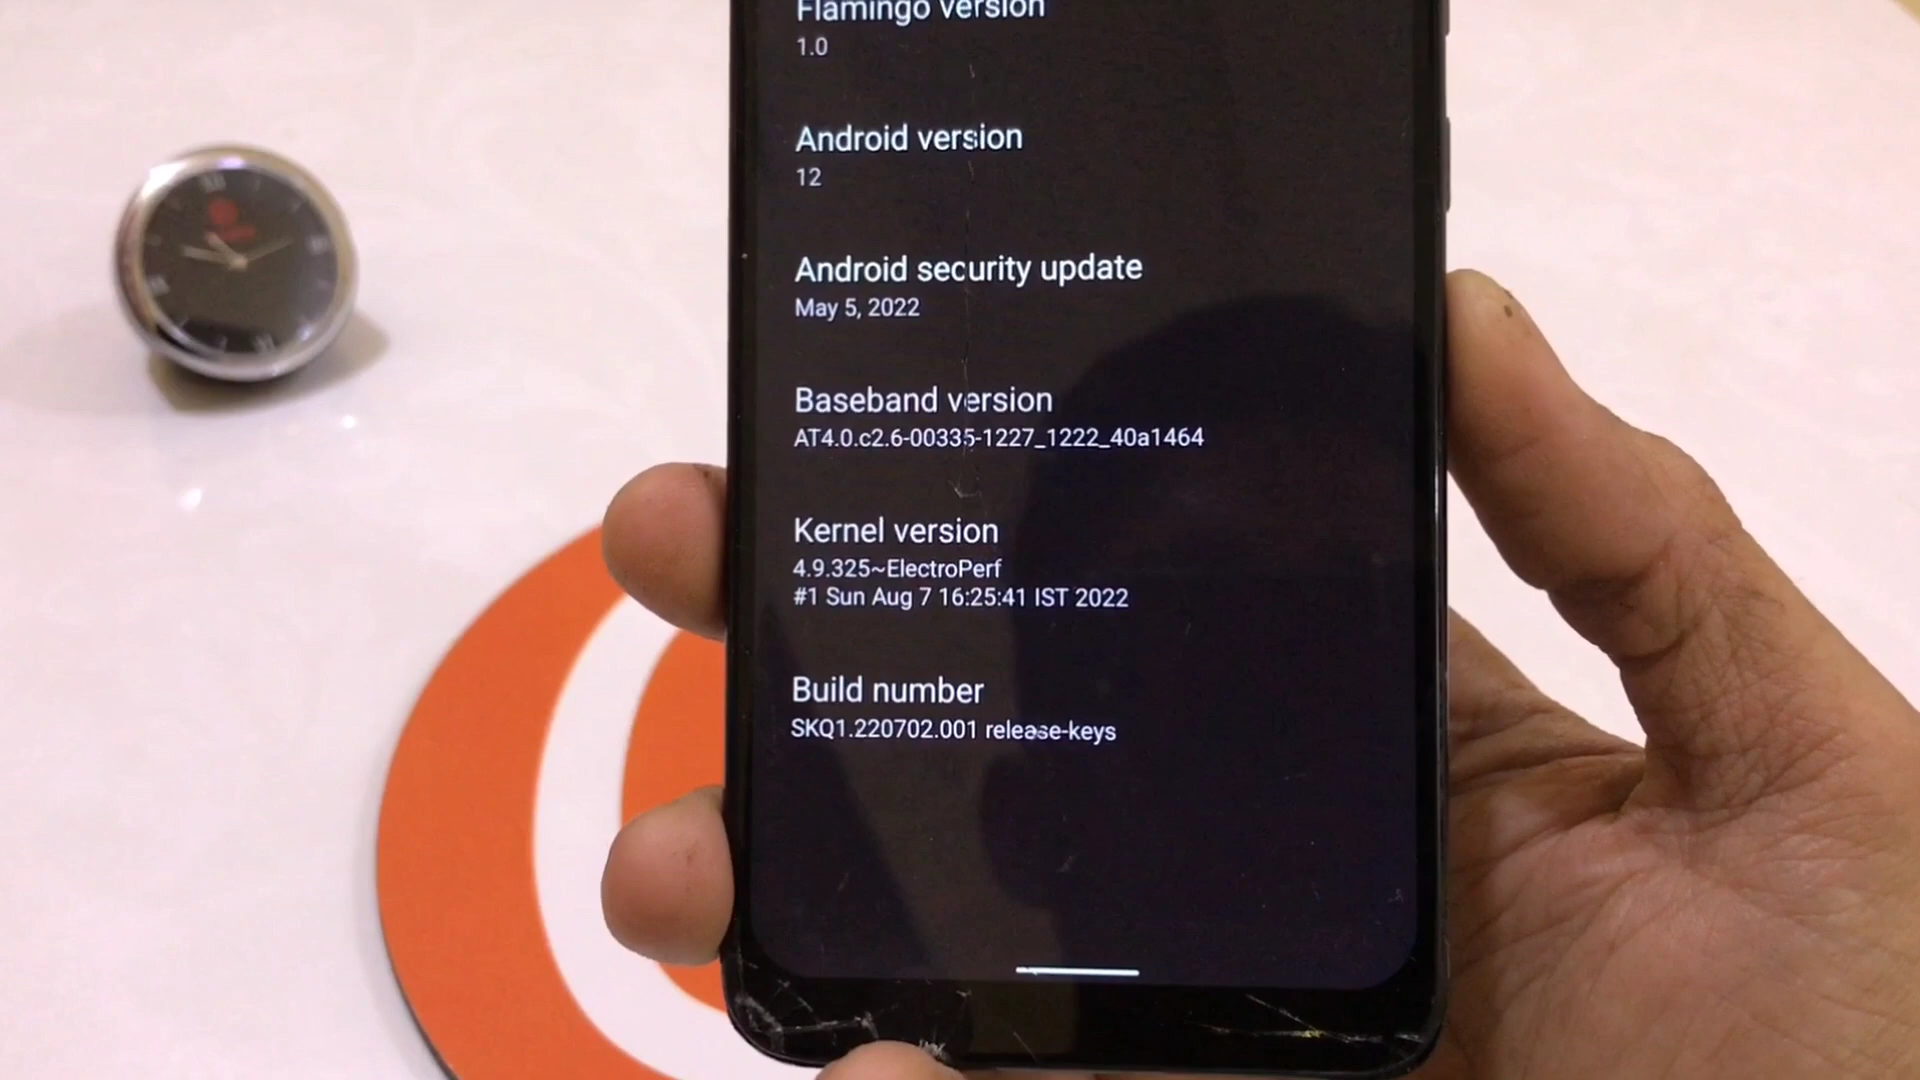 Flamingo version
1.0
Android version
12
Android security update
May 5, 2022
Baseband version
AT4.0.c2.6-00335-1227_1222_40a1464
Kernel version
4.9.325~ElectroPerf
#1 Sun Aug 7 16:25:41 IST 2022
Build number
SKQ1.220702.001 release-keys